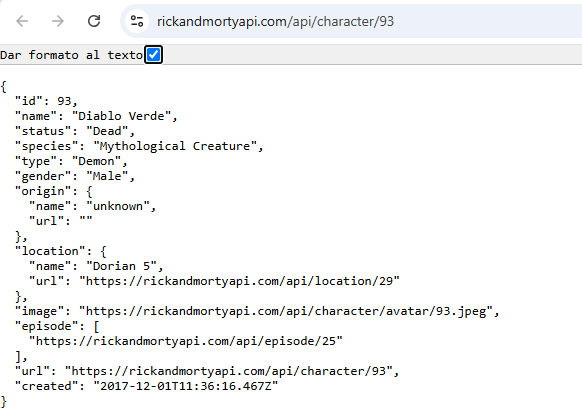 rickandmortyapi.com/api/character/93
Dar formato al texto
{
  "id": 93,
  "name": "Diablo Verde",
  "status": "Dead",
  "species": "Mythological Creature",
  "type": "Demon",
  "gender": "Male",
  "origin": {
    "name": "unknown",
    "url": ""
  },
  "location": {
    "name": "Dorian 5",
    "url": "https://rickandmortyapi.com/api/location/29"
  },
  "image": "https://rickandmortyapi.com/api/character/avatar/93.jpeg",
  "episode": [
    "https://rickandmortyapi.com/api/episode/25"
  ],
  "url": "https://rickandmortyapi.com/api/character/93",
  "created": "2017-12-01T11:36:16.467Z"
}